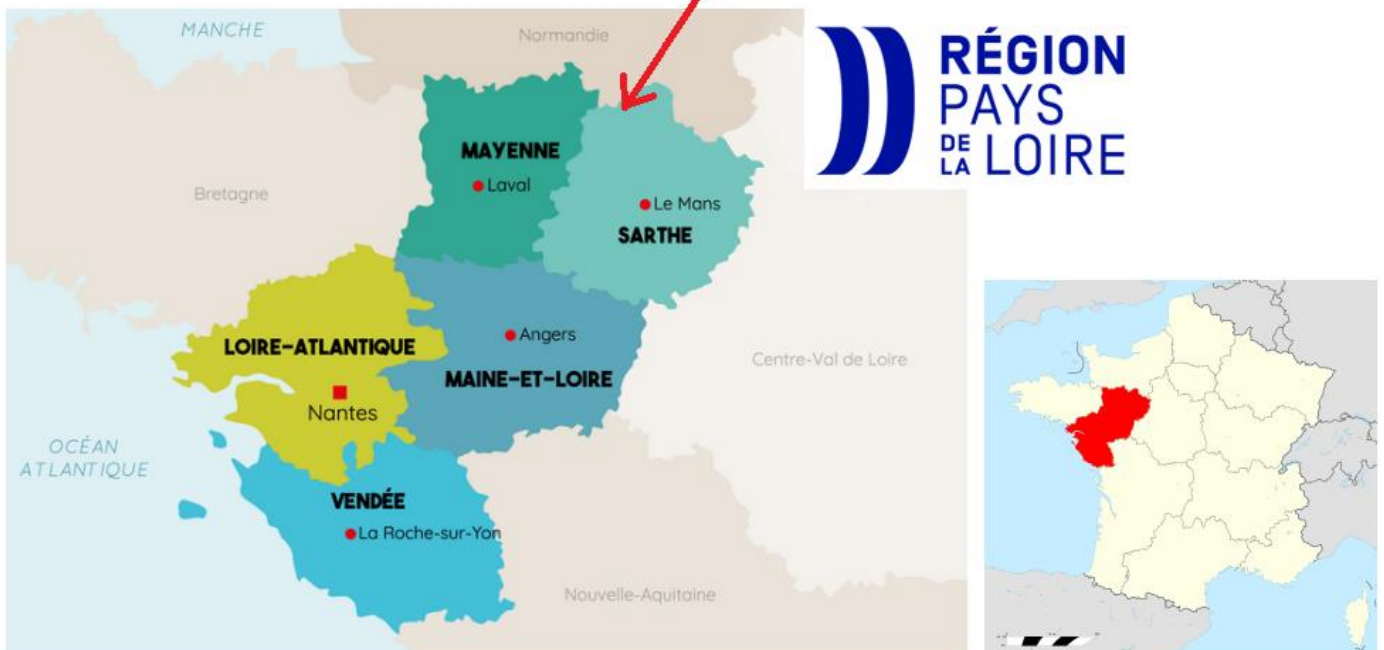 MANCHE
Normandie
RÉGION
PAYS
DE LA LOIRE
MAYENNE
Laval
Bretagne
Le Mans
SARTHE
Angers
LOIRE-ATLANTIQUE
Centre-Val de Loire
MAINE-ET-LOIRE
Nantes
OCÉAN
ATLANTIQUE
VENDÉE
La Roche-sur-Yon
Nouvelle-Aquitaine